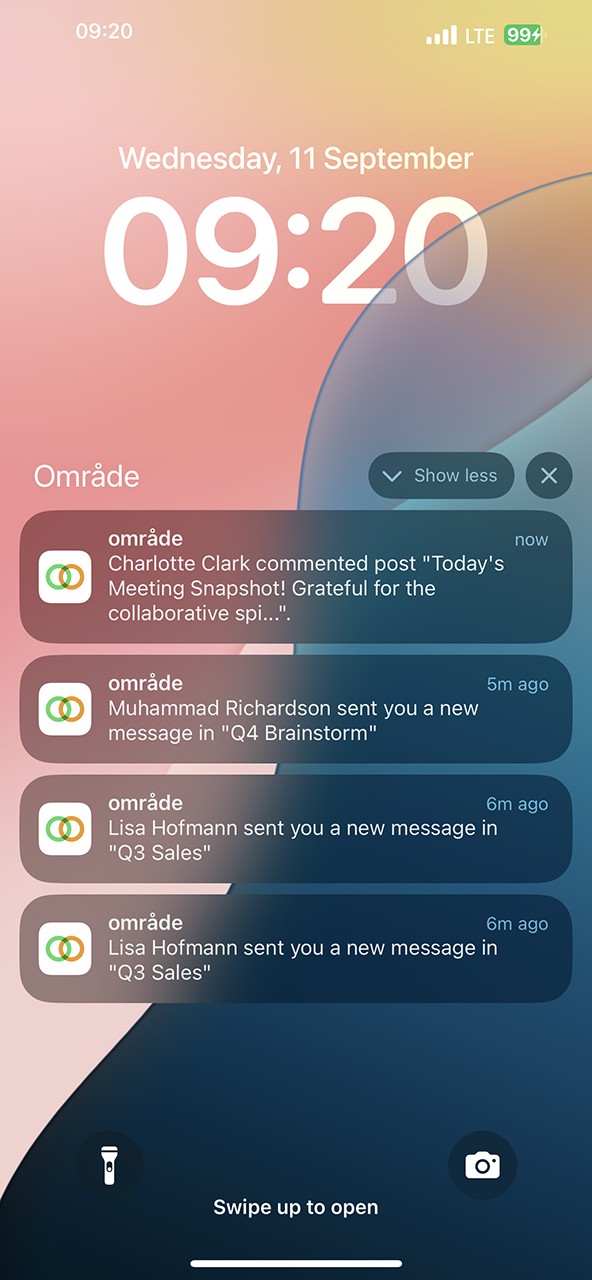 09:20
LTE
99
Wednesday, 11 September
09:20
Område
Show less
område
now
Charlotte Clark commented post "Today's
Meeting Snapshot! Grateful for the
collaborative spi...".
område
5m ago
Muhammad Richardson sent you a new
message in "Q4 Brainstorm"
område
6m ago
Lisa Hofmann sent you a new message in
"Q3 Sales"
område
6m ago
Lisa Hofmann sent you a new message in
"Q3 Sales"
Swipe up to open